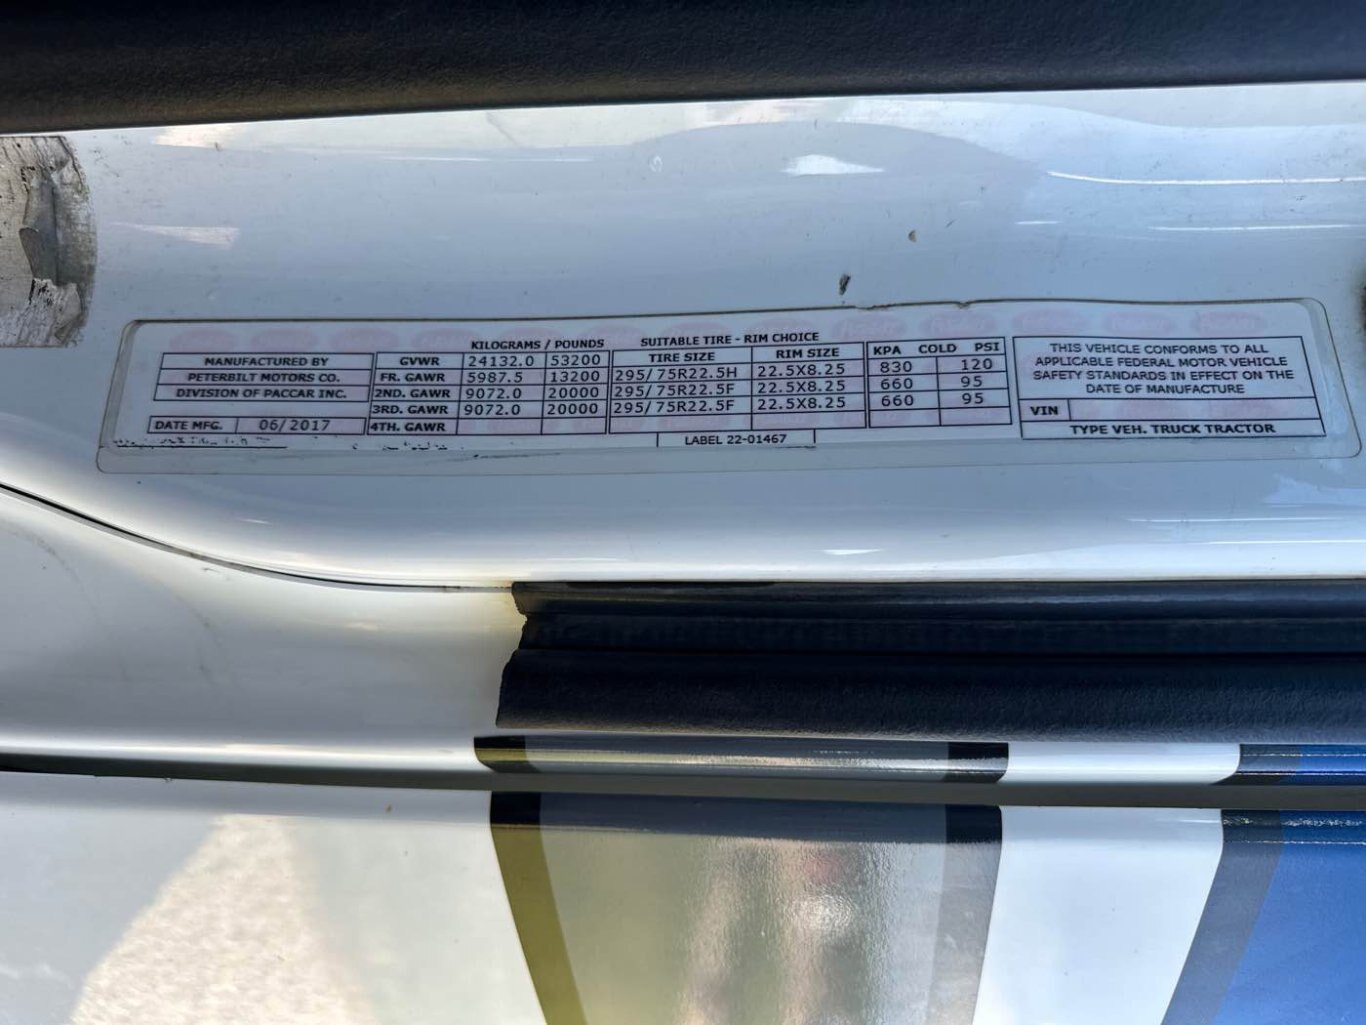 KILOGRAMS / POUNDS SUITABLE TIRE - RIM CHOICE
MANUFACTURED BY
PETERBILT MOTORS CO.
DIVISION OF PACCAR INC.
DATE MFG. 06/2017
GVWR 24132.0 53200 TIRE SIZE RIM SIZE KPA COLD PSI
FR. GAWR 5987.5 13200 295/75R22.5H 22.5X8.25 830 120
2ND. GAWR 9072.0 20000 295/75R22.5F 22.5X8.25 660 95
3RD. GAWR 9072.0 20000 295/75R22.5F 22.5X8.25 660 95
4TH. GAWR
LABEL 22-01467
THIS VEHICLE CONFORMS TO ALL
APPLICABLE FEDERAL MOTOR VEHICLE
SAFETY STANDARDS IN EFFECT ON THE
DATE OF MANUFACTURE
VIN
TYPE VEH. TRUCK TRACTOR